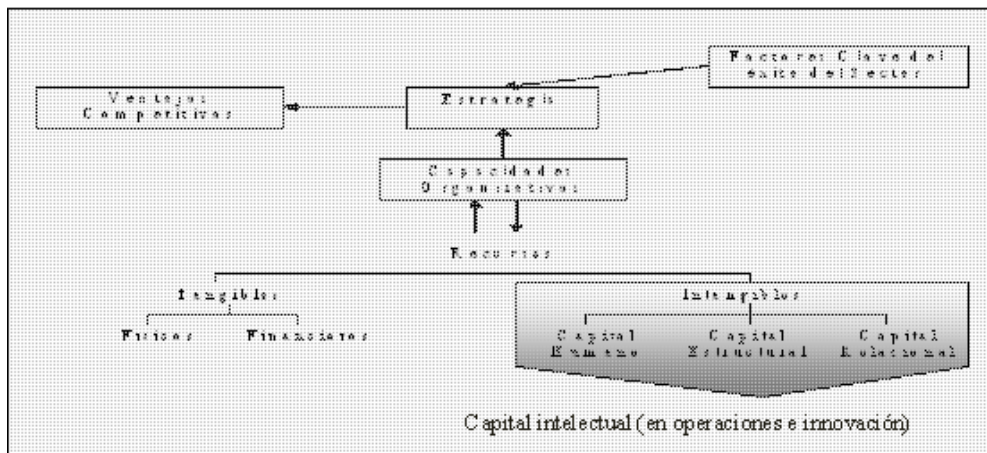 Factores Clave del
éxito del Sector
Ventajas
Competitivas
Estrategia
Capacidades
Organizativas
Recursos
Tangibles
Intangibles
Físicos
Financieros
Capital
Humano
Capital
Estructural
Capital
Relacional
Capital intelectual (en operaciones e innovación)